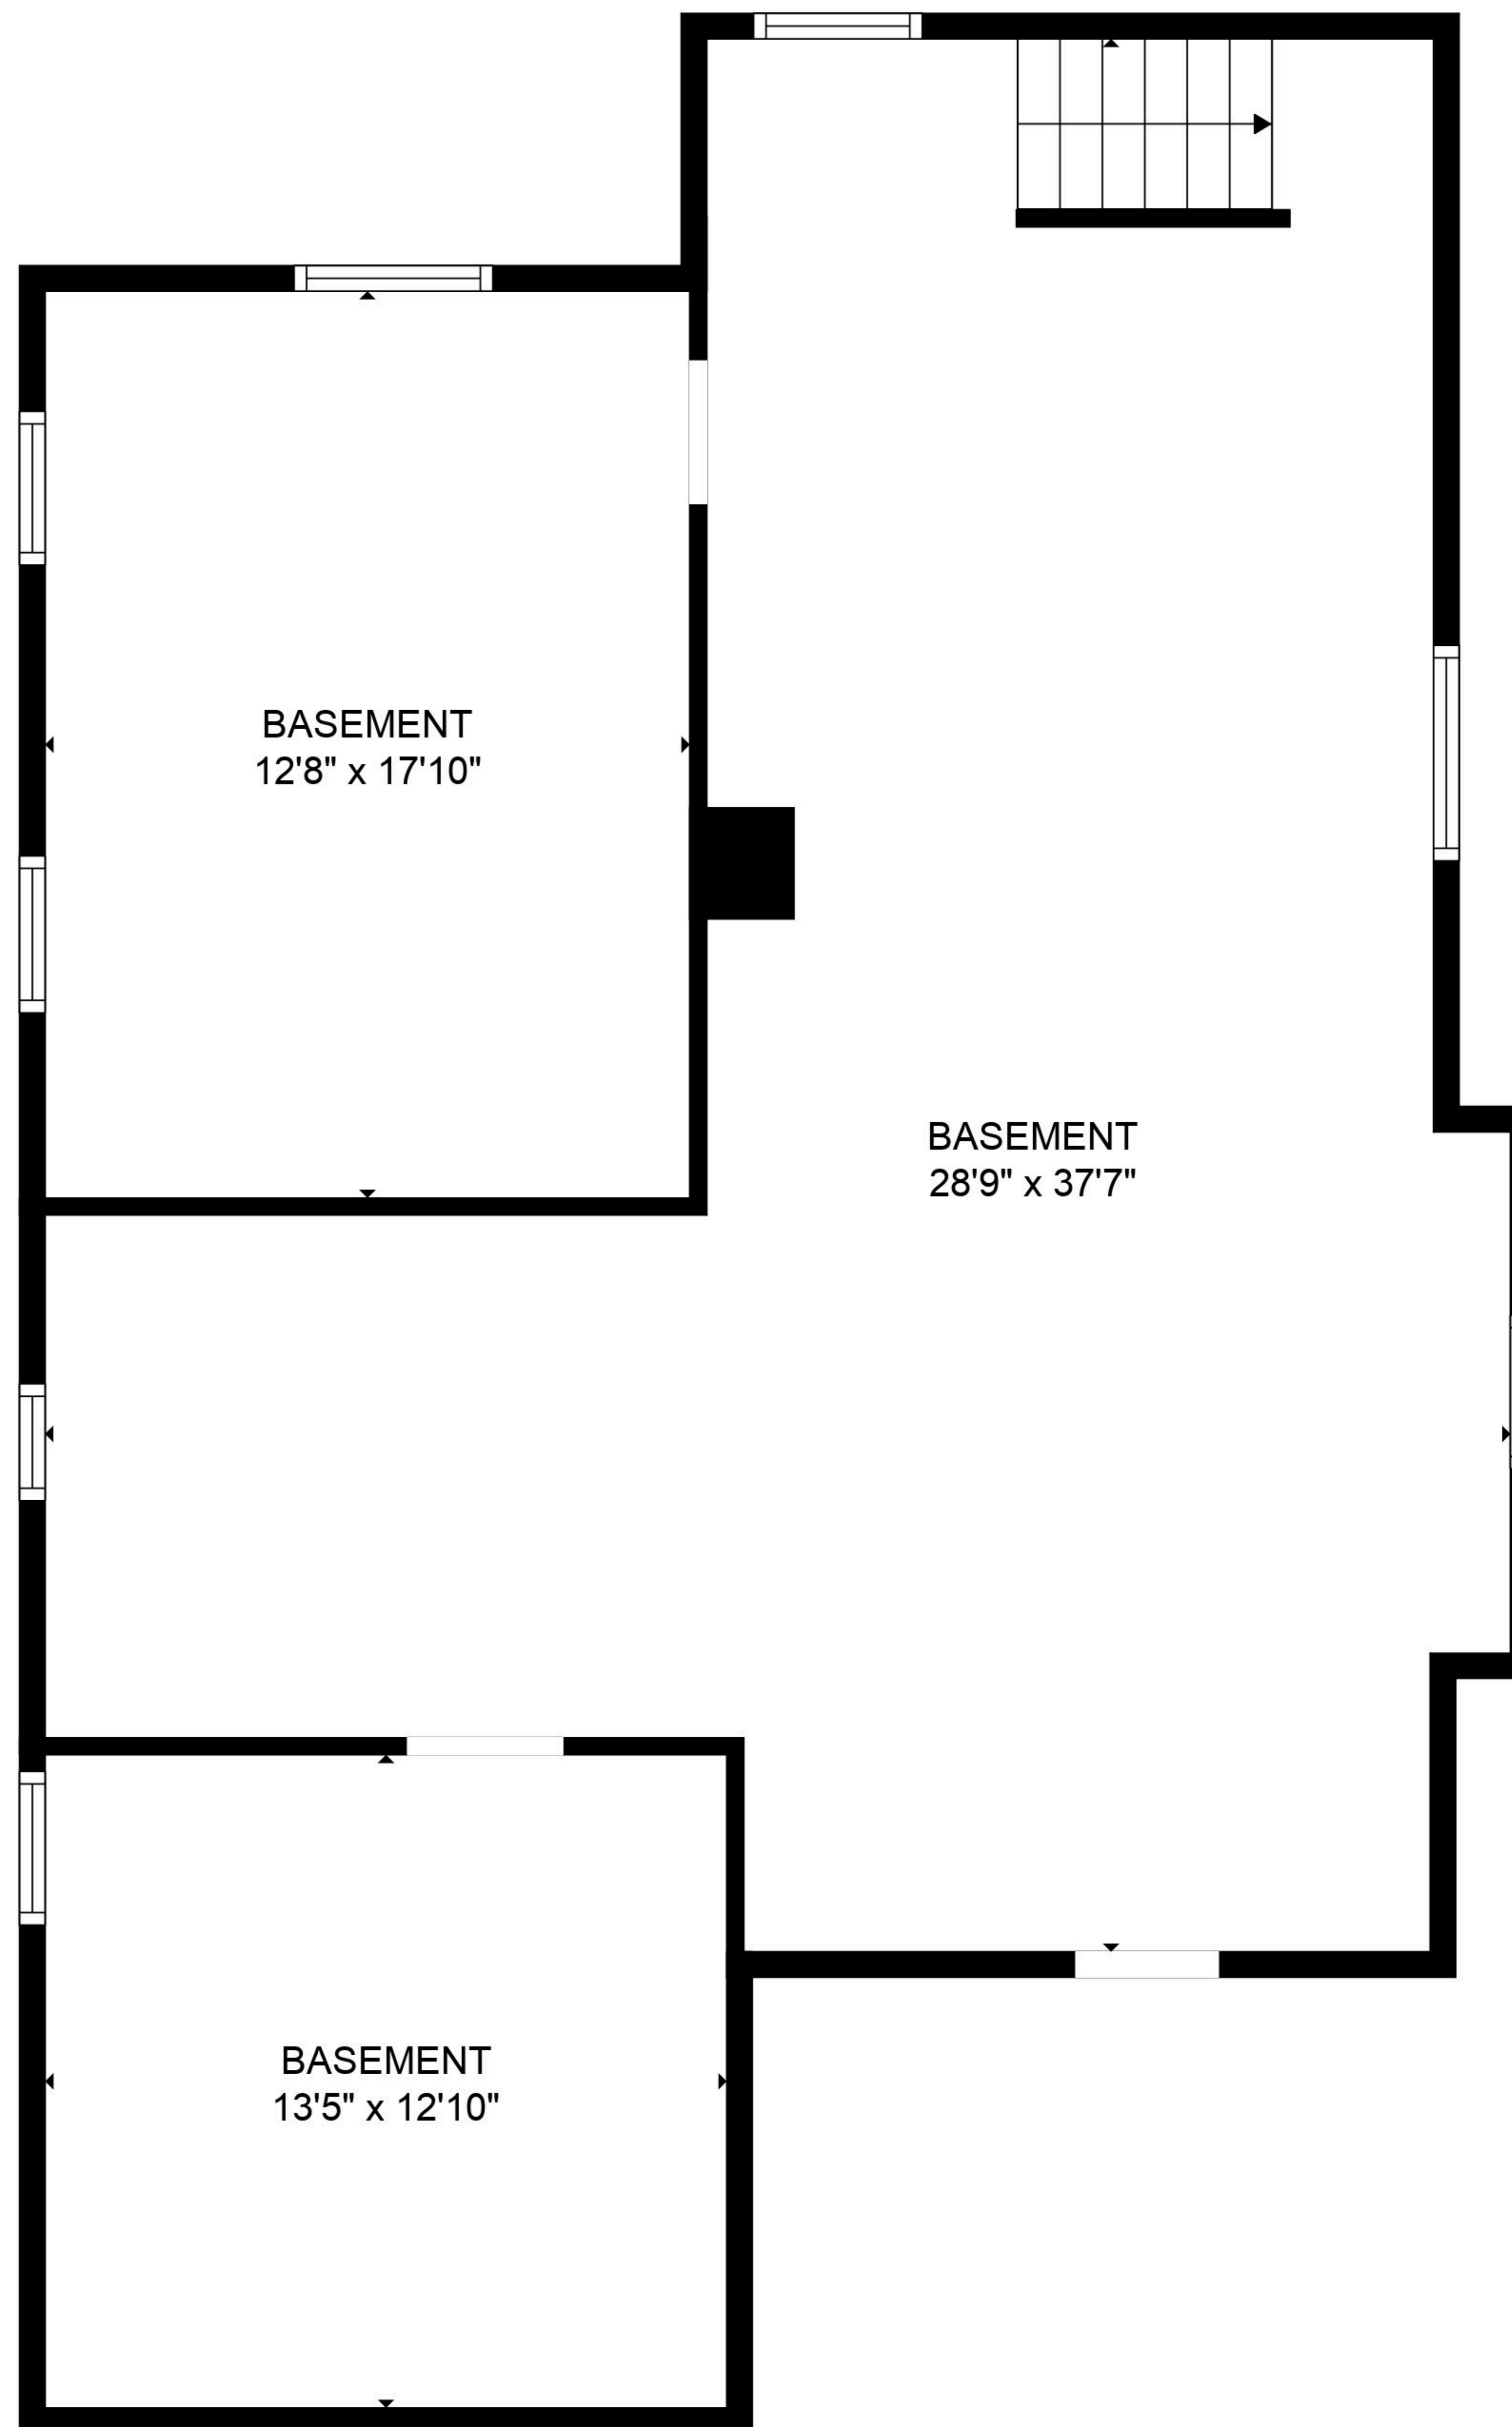 BASEMENT
12'8" x 17'10"
BASEMENT
28'9" x 37'7"
BASEMENT
13'5" x 12'10"